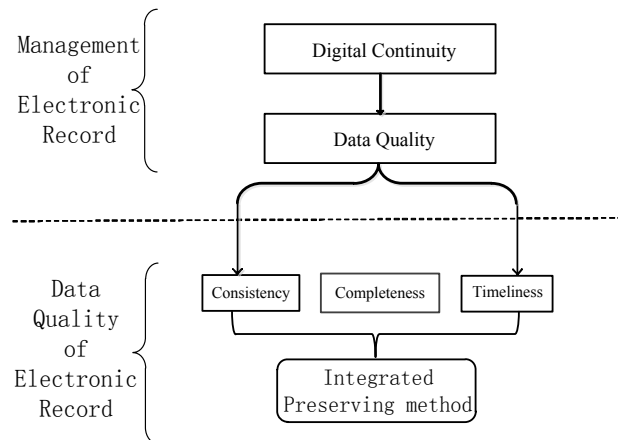 Management
of
Electronic
Record
Digital Continuity
Data Quality
Data
Quality
of
Electronic
Record
Consistency
Completeness
Timeliness
Integrated
Preserving method